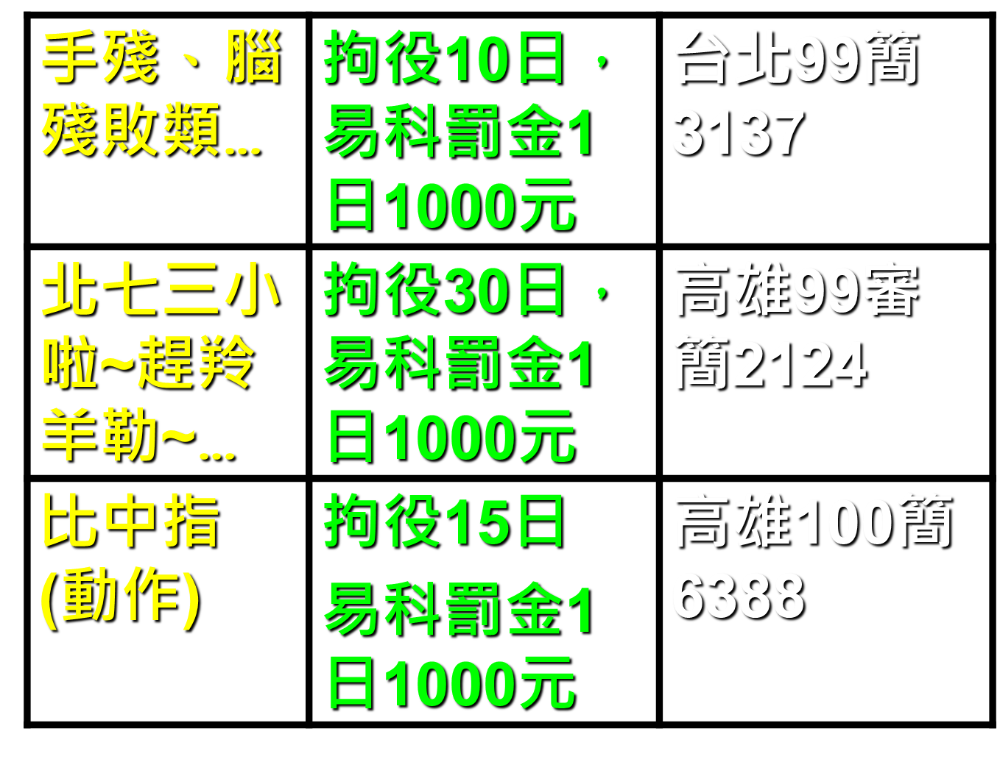 手殘、腦
殘敗類...
拘役10日，
易科罰金1
日1000元
台北99簡
3137
北七三小
啦~趕羚
羊勒~...
拘役30日，
易科罰金1
日1000元
高雄99審
簡2124
比中指
(動作)
拘役15日
易科罰金1
日1000元
高雄100簡
6388